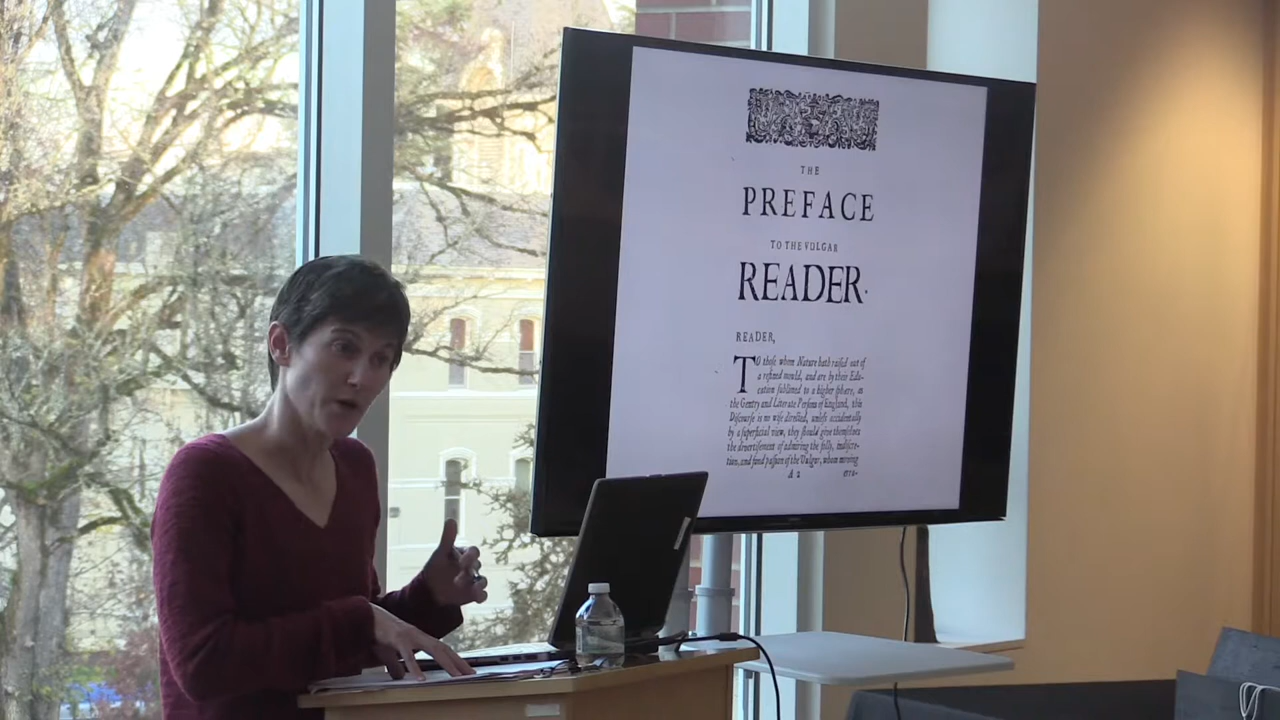 THE
PREFACE
TO THE VULGAR
READER.
READER,
TO those whom Nature hath raised out of
a refined mould, and are by their Edu-
cation sublimed to a higher sphere, as
the Gentry and Literate Persons of England, this
Discourse is no wise directed, unless accidentally
by a superficial view, they should give themselves
the divertisement of admiring the folly, indiscre-
tion, and fond passion of the Vulgar, whom moving
A 2 erra-